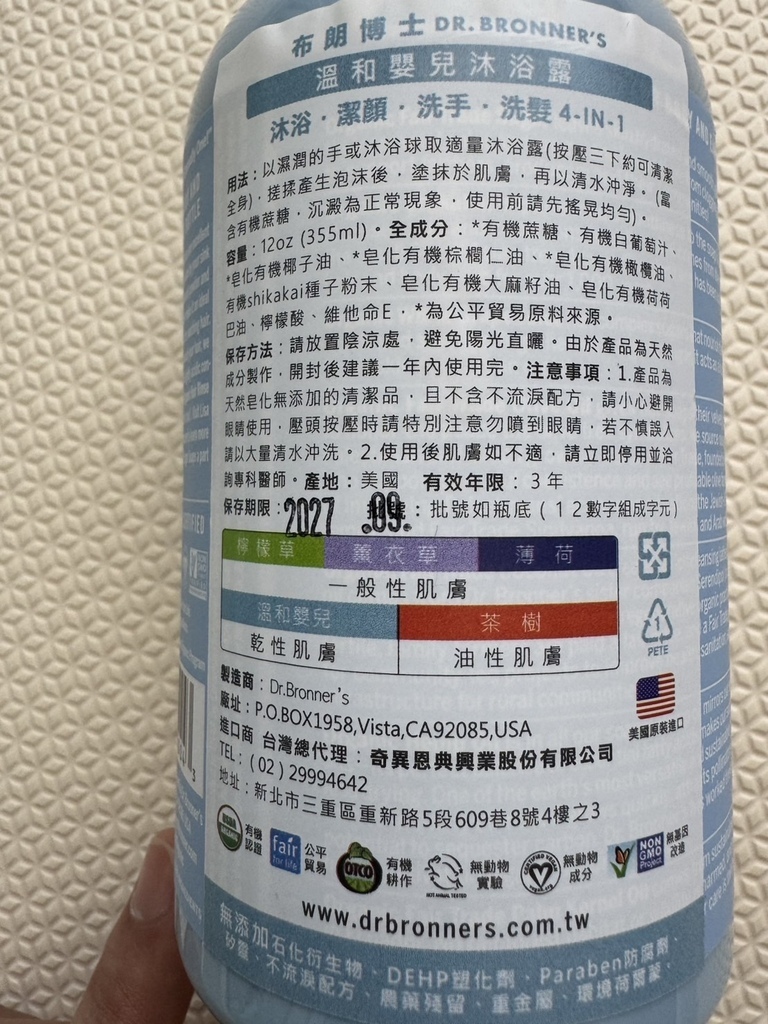 布朗博士 DR.BRONNER'S
溫和嬰兒沐浴露
沐浴・潔顏・洗手・洗髮 4-IN-1
用法：以濕潤的手或沐浴球取適量沐浴露(按壓三下約可清潔
全身)，搓揉產生泡沫後，塗抹於肌膚，再以清水沖淨。(富
含有機蔗糖，沉澱為正常現象，使用前請先搖晃均勻)。
容量：12oz (355ml)。全成分：*有機蔗糖、有機白葡萄汁、
*皂化有機椰子油、*皂化有機棕櫚仁油、*皂化有機橄欖油、
有機shikakai種子粉末、皂化有機大麻籽油、皂化有機荷荷
巴油、檸檬酸、維他命E，*為公平貿易原料來源。
保存方法：請放置陰涼處，避免陽光直曬。由於產品為天然
成分製作，開封後建議一年內使用完。注意事項：1.產品為
天然皂化無添加的清潔品，且不含不流淚配方，請小心避開
眼睛使用，壓頭按壓時請特別注意勿噴到眼睛，若不慎誤入
請以大量清水沖洗。2.使用後肌膚如不適，請立即停用並洽
詢專科醫師。產地：美國 有效年限：3年
保存期限：2027 .09. 批號：批號如瓶底(12數字組成字元)
檸檬草 薰衣草 薄荷
一般性肌膚
溫和嬰兒 茶樹
乾性肌膚 油性肌膚
1
PETE
美國原裝進口
製造商：Dr.Bronner's
廠址：P.O.BOX1958,Vista,CA92085,USA
進口商 台灣總代理：奇異恩典興業股份有限公司
TEL：(02)29994642
地址：新北市三重區重新路5段609巷8號4樓之3
USDA ORGANIC 有機認證
fair for life 公平貿易
OTCO 有機耕作
無動物實驗
無動物成分
NON GMO Project 無基因改造
www.drbronners.com.tw
無添加石化衍生物、DEHP塑化劑、Paraben防腐劑、
矽靈、不流淚配方、農藥殘留、重金屬、環境荷爾蒙。